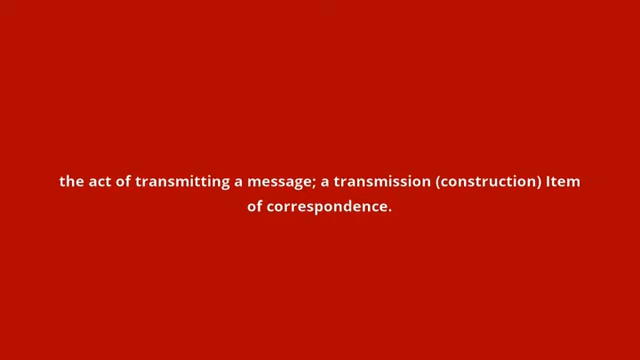 the act of transmitting a message; a transmission (construction) Item
of correspondence.